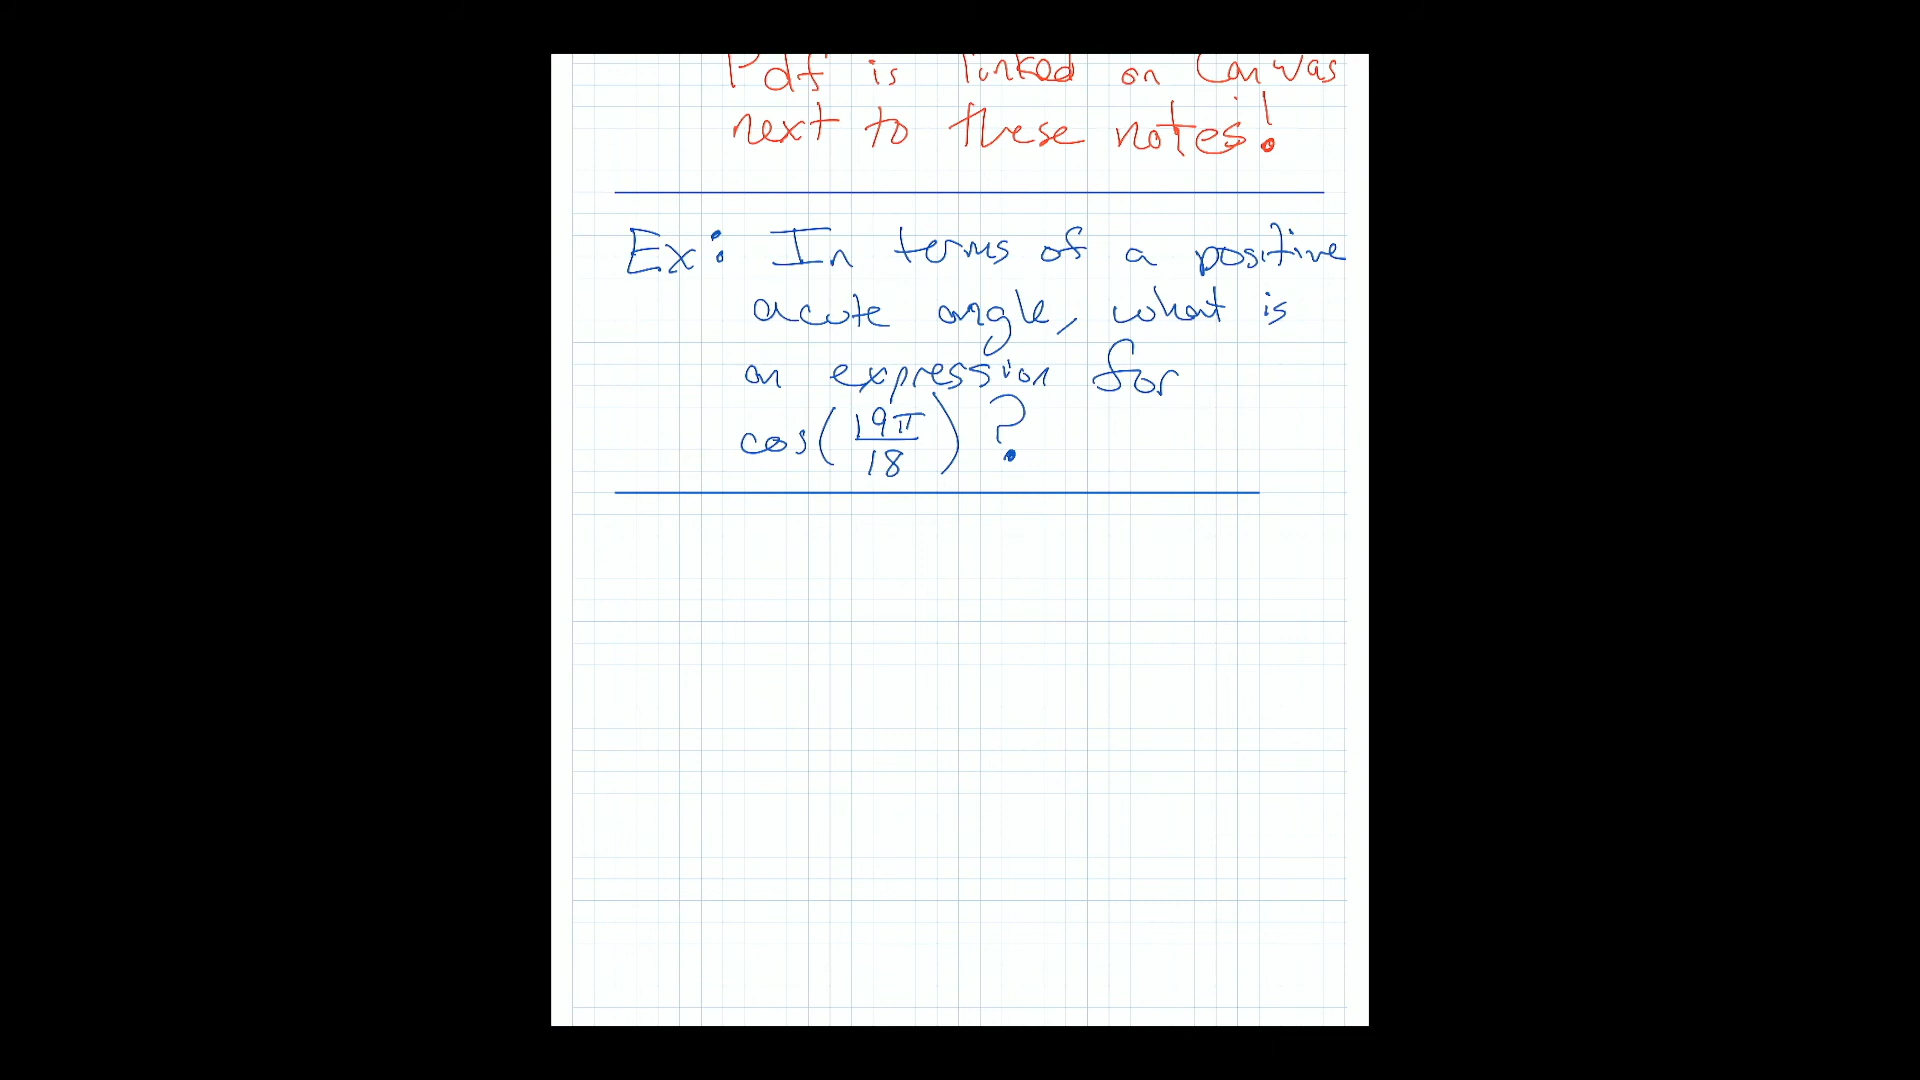 Pdf is linked on Canvas
next to these notes!
Ex: In terms of a positive
acute angle, what is
an expression for
cos(19π/18)?